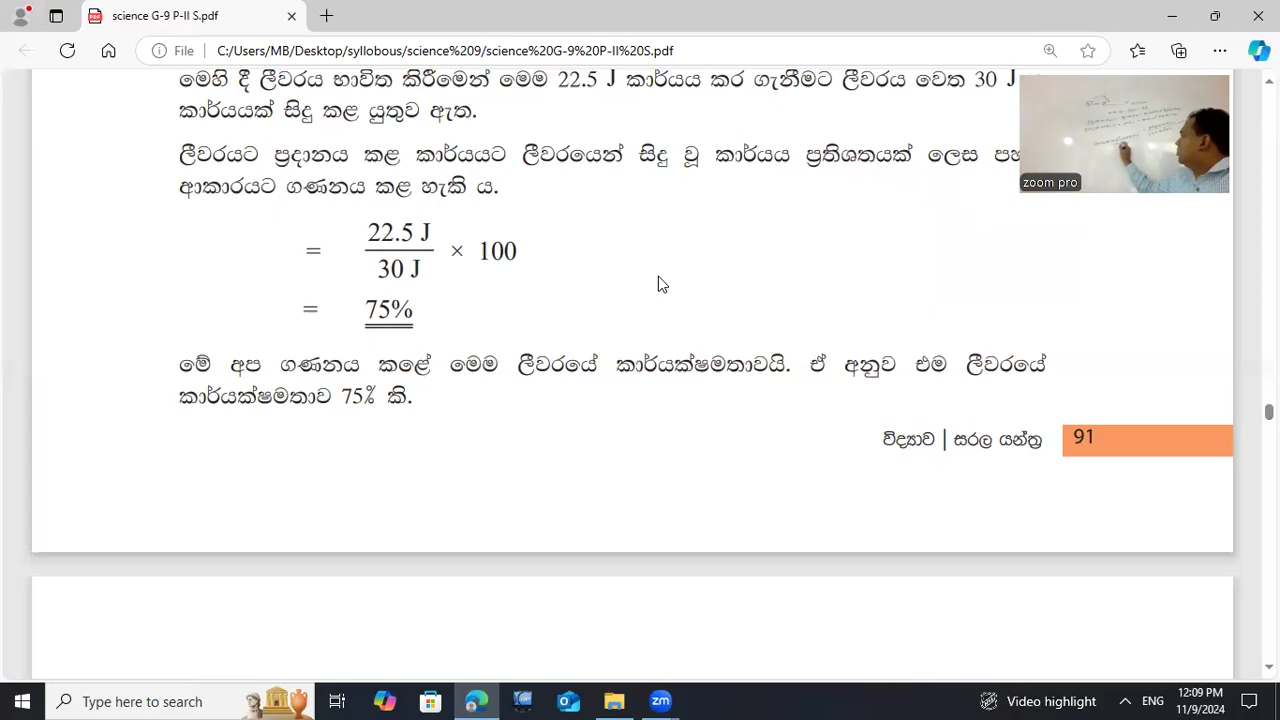 science G-9 P-II S.pdf
File
C:/Users/MB/Desktop/syllobous/science%209/science%20G-9%20P-II%20S.pdf
මෙහි දී ලීවරය භාවිත කිරීමෙන් මෙම 22.5 J කාර්යය කර ගැනීමට ලීවරය වෙත 30 J
කාර්යයක් සිදු කළ යුතුව ඇත.
ලීවරයට ප්‍රදානය කළ කාර්යයට ලීවරයෙන් සිදු වූ කාර්යය ප්‍රතිශතයක් ලෙස
ආකාරයට ගණනය කළ හැකි ය.
zoom pro
= 22.5 J / 30 J × 100
= 75%
මේ අප ගණනය කළේ මෙම ලීවරයේ කාර්යක්ෂමතාවයි. ඒ අනුව එම ලීවරයේ
කාර්යක්ෂමතාව 75% කි.
විද්‍යාව | සරල යන්ත්‍ර 91
Type here to search
Video highlight
ENG
12:09 PM
11/9/2024